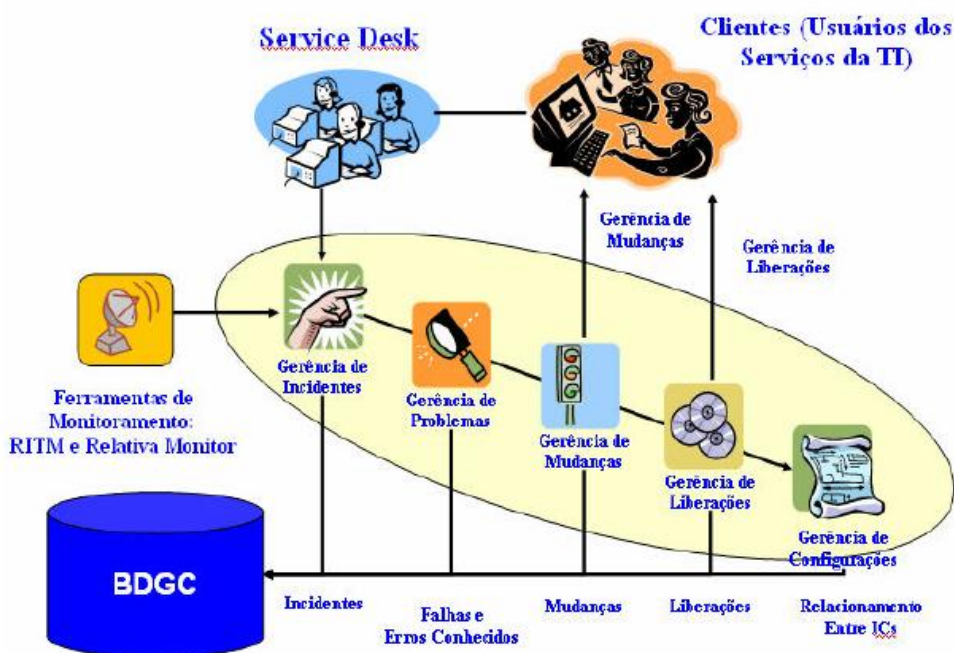 Service Desk
Clientes (Usuários dos
Serviços da TI)
Gerência de
Mudanças
Gerência de
Liberações
Gerência de
Incidentes
Gerência de
Problemas
Gerência de
Mudanças
Gerência de
Liberações
Gerência de
Configurações
Ferramentas de
Monitoramento:
RITM e Relativa Monitor
BDGC
Incidentes
Falhas e
Erros Conhecidos
Mudanças
Liberações
Relacionamento
Entre ICs